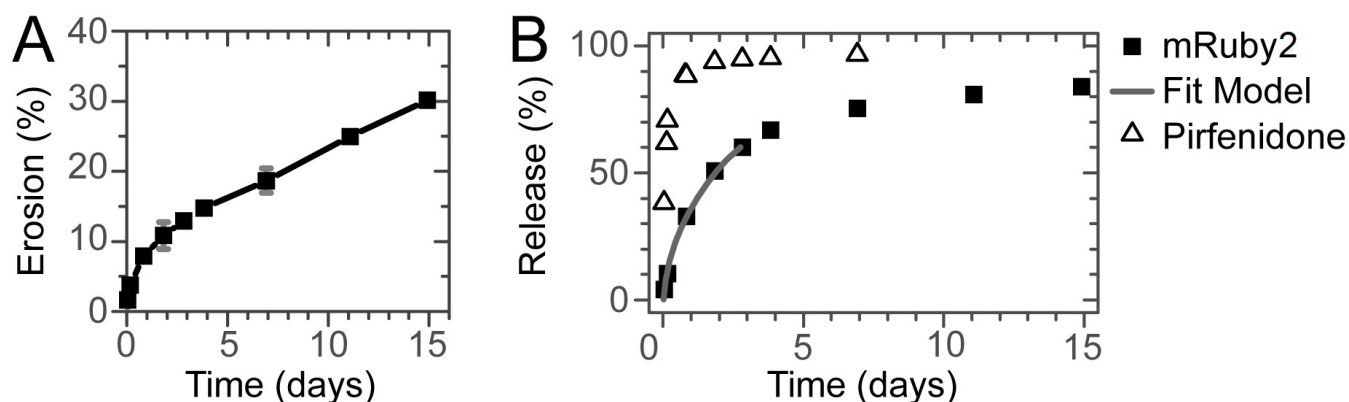 A
Erosion (%)
40
30
20
10
0
0 5 10 15
Time (days)
B
Release (%)
100
50
0
0 5 10 15
Time (days)
mRuby2
Fit Model
Pirfenidone